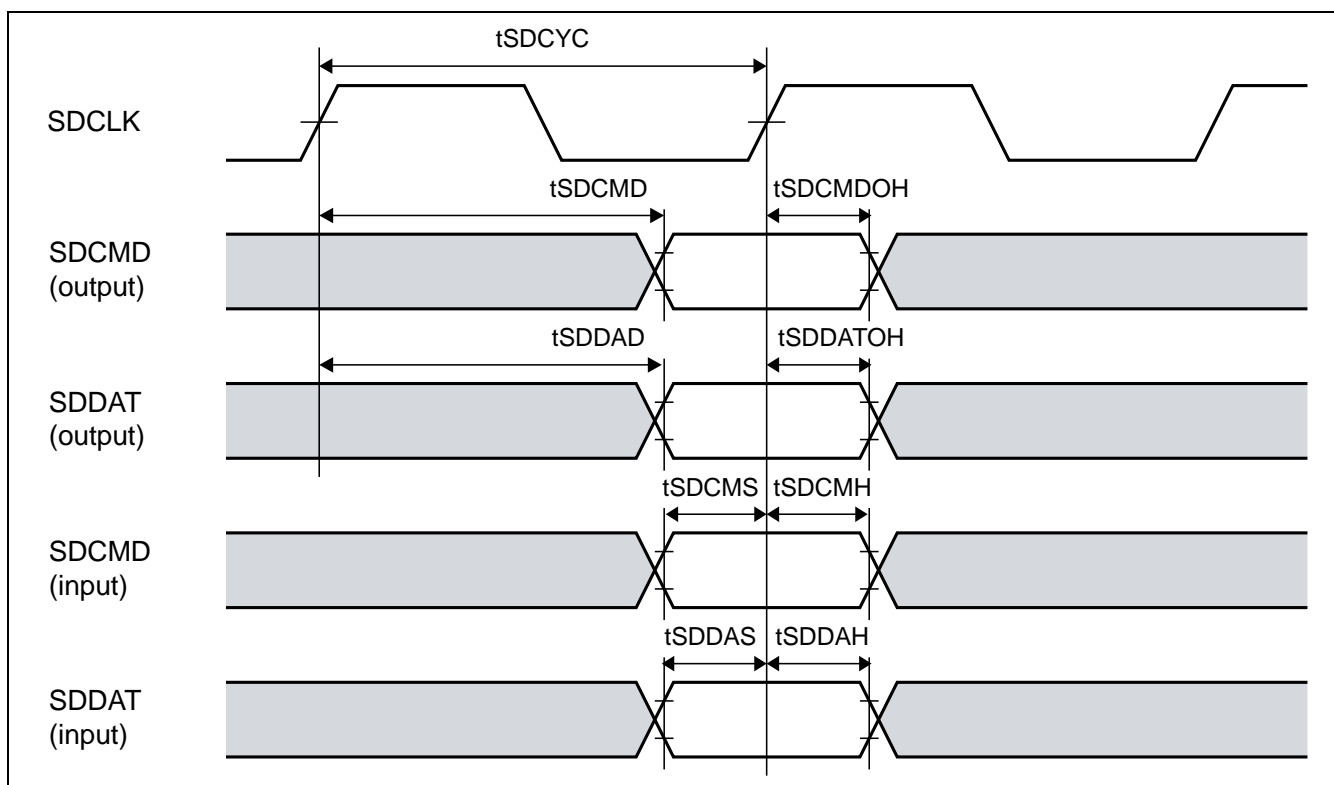 tSDCYC
SDCLK
tSDCMD
tSDCMDOH
SDCMD
(output)
tSDDAD
tSDDATOH
SDDAT
(output)
tSDCMS
tSDCMH
SDCMD
(input)
tSDDAS
tSDDAH
SDDAT
(input)